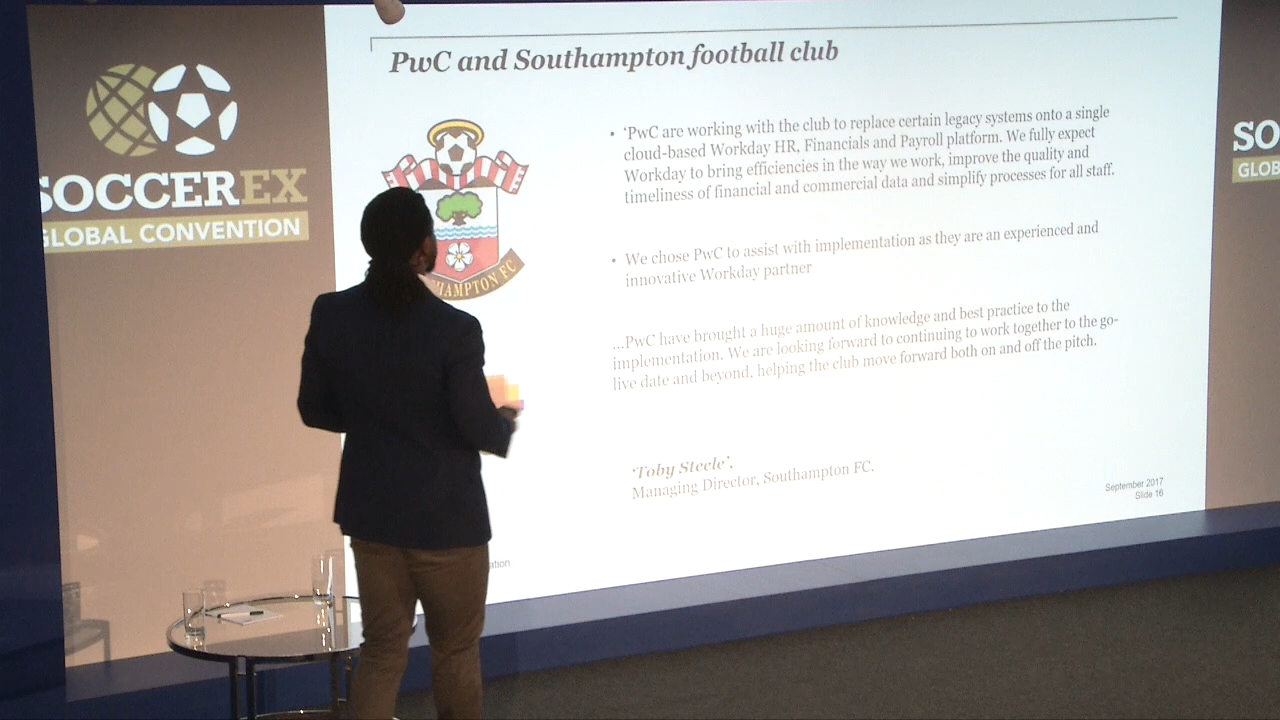 PwC and Southampton football club
SOCCEREX
GLOBAL CONVENTION
• 'PwC are working with the club to replace certain legacy systems onto a single
cloud-based Workday HR, Financials and Payroll platform. We fully expect
Workday to bring efficiencies in the way we work, improve the quality and
timeliness of financial and commercial data and simplify processes for all staff.
• We chose PwC to assist with implementation as they are an experienced and
innovative Workday partner
...PwC have brought a huge amount of knowledge and best practice to the
implementation. We are looking forward to continuing to work together to the go-
live date and beyond, helping the club move forward both on and off the pitch.
'Toby Steele',
Managing Director, Southampton FC.
September 2017
Slide 16
HAMPTON FC
ation
SO
GLOB